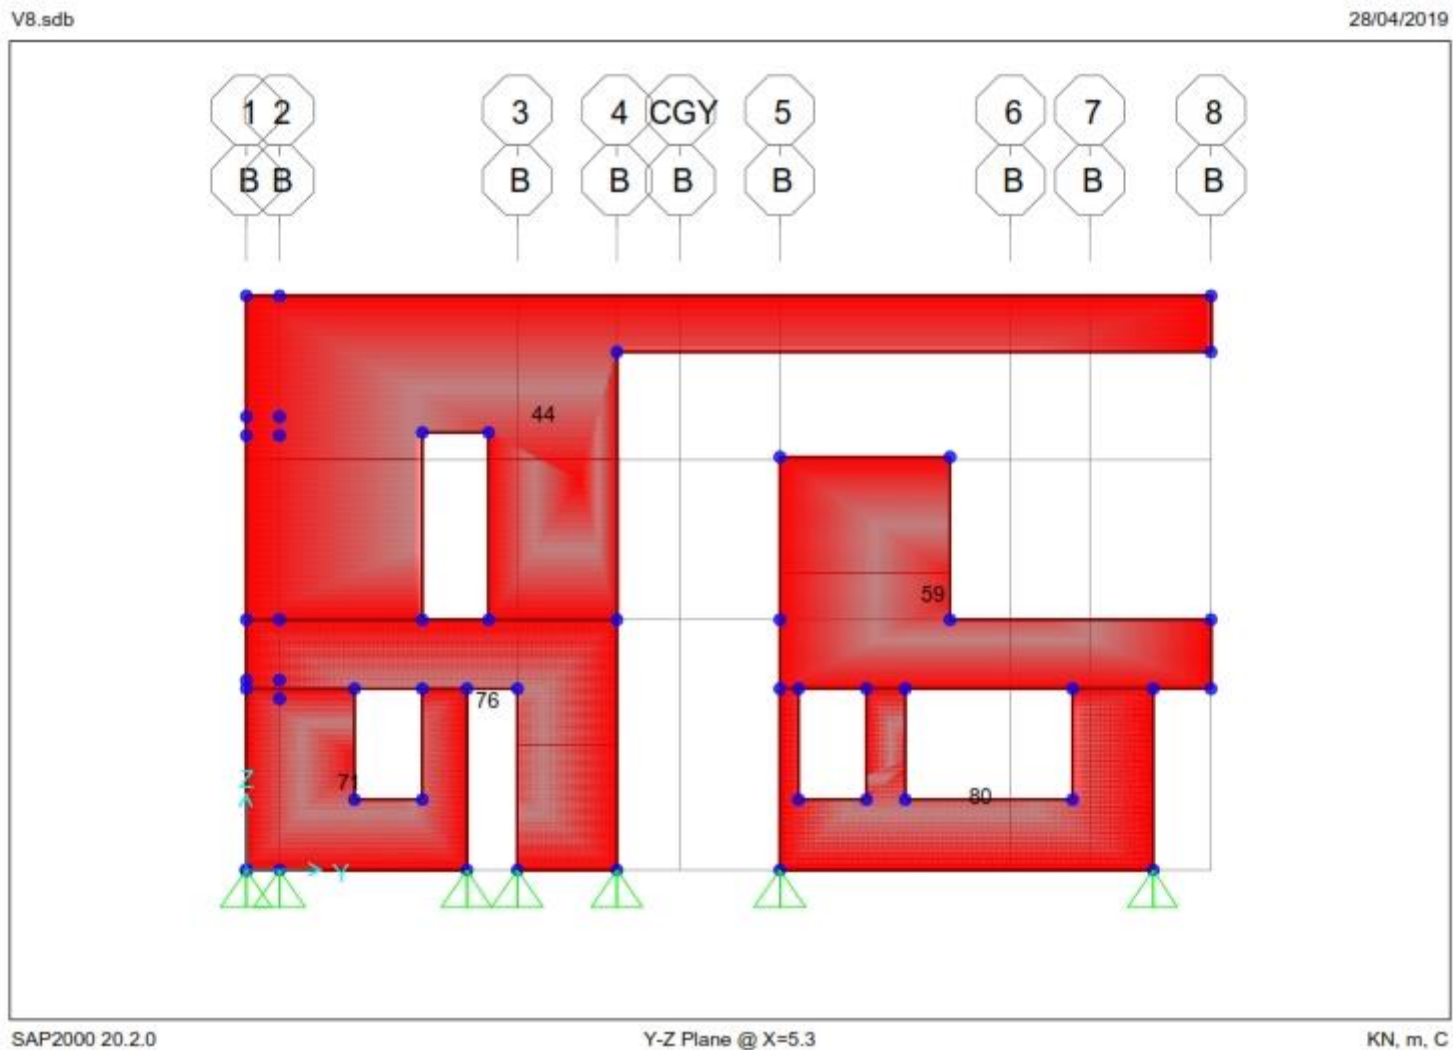 V8.sdb 28/04/2019
1 2 3 4 CGY 5 6 7 8
B B B B B B B B B
44
59
76
Z 71
80
Y
SAP2000 20.2.0 Y-Z Plane @ X=5.3 KN, m, C